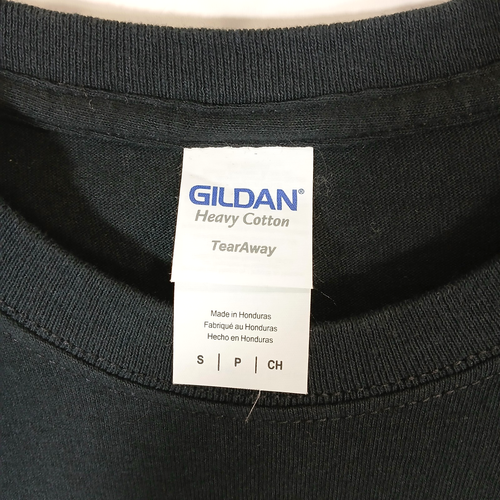 GILDAN®
Heavy Cotton
TearAway
Made in Honduras
Fabriqué au Honduras
Hecho en Honduras
S | P | CH